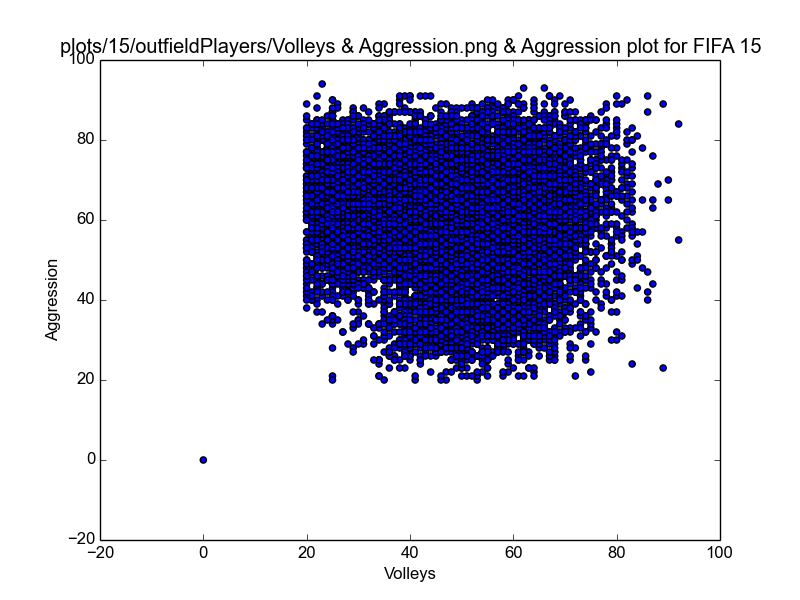 plots/15/outfieldPlayers/Volleys & Aggression.png & Aggression plot for FIFA 15
100
80
60
40
20
0
−20
Aggression
−20 0 20 40 60 80 100
Volleys